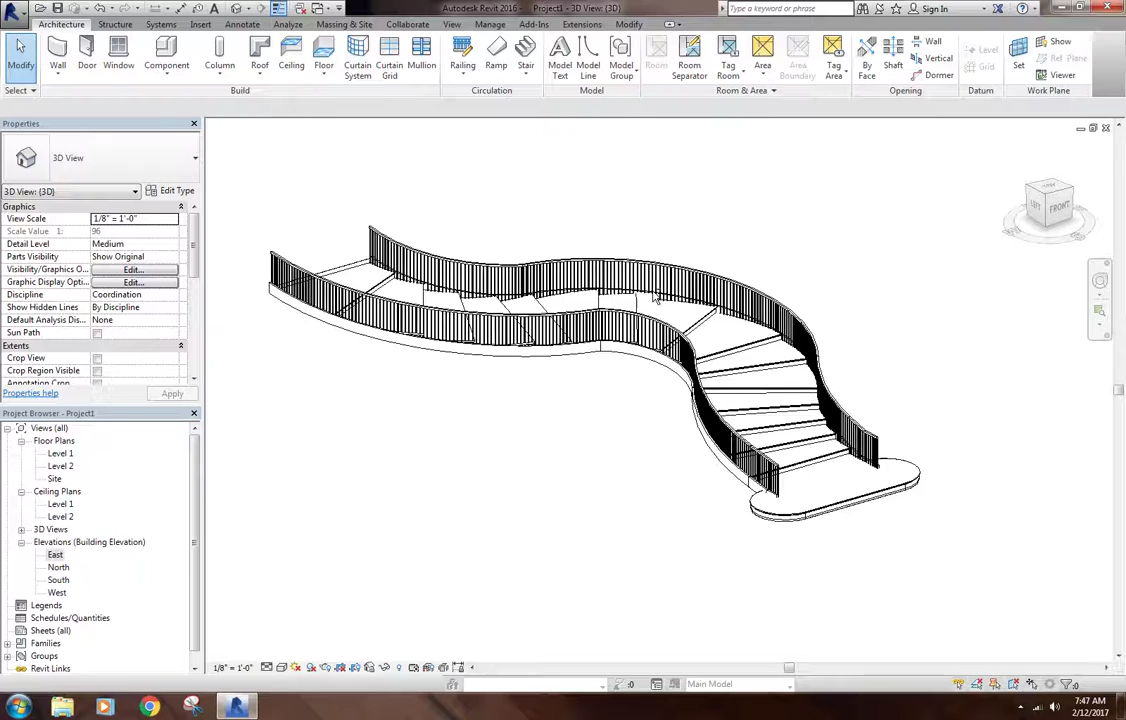 Autodesk Revit 2016 - Project1 - 3D View: {3D}
Type a keyword or phrase
Sign In
Architecture Structure Systems Insert Annotate Analyze Massing & Site Collaborate View Manage Add-Ins Extensions Modify
Modify Wall Door Window Component Column Roof Ceiling Floor Curtain System Curtain Grid Mullion Railing Ramp Stair Model Text Model Line Model Group Room Room Separator Tag Room Area Area Boundary Tag Area By Face Shaft Wall Vertical Dormer Level Grid Set Show Ref Plane Viewer
Select Build Circulation Model Room & Area Opening Datum Work Plane
Properties
3D View
3D View: {3D} Edit Type
Graphics
View Scale 1/8" = 1'-0"
Scale Value 1: 96
Detail Level Medium
Parts Visibility Show Original
Visibility/Graphics O... Edit...
Graphic Display Opti... Edit...
Discipline Coordination
Show Hidden Lines By Discipline
Default Analysis Dis... None
Sun Path
Extents
Crop View
Crop Region Visible
Annotation Crop
Properties help Apply
Project Browser - Project1
Views (all)
Floor Plans
Level 1
Level 2
Site
Ceiling Plans
Level 1
Level 2
3D Views
Elevations (Building Elevation)
East
North
South
West
Legends
Schedules/Quantities
Sheets (all)
Families
Groups
Revit Links
LEFT FRONT
1/8" = 1'-0"
:0 Main Model :0
7:47 AM
2/12/2017